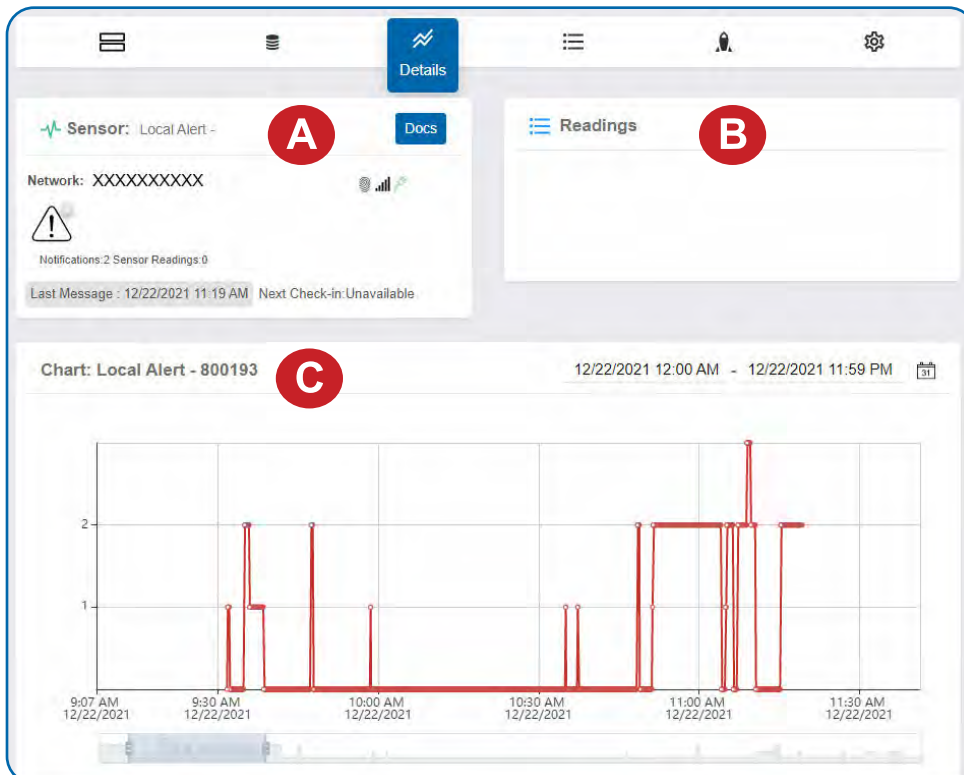 Details
Sensor: Local Alert -
A
Docs
Readings
B
Network: XXXXXXXXXX
Notifications:2 Sensor Readings:0
Last Message : 12/22/2021 11:19 AM Next Check-in:Unavailable
Chart: Local Alert - 800193
C
12/22/2021 12:00 AM - 12/22/2021 11:59 PM
31
2
1
9:07 AM 9:30 AM 10:00 AM 10:30 AM 11:00 AM 11:30 AM
12/22/2021 12/22/2021 12/22/2021 12/22/2021 12/22/2021 12/22/2021